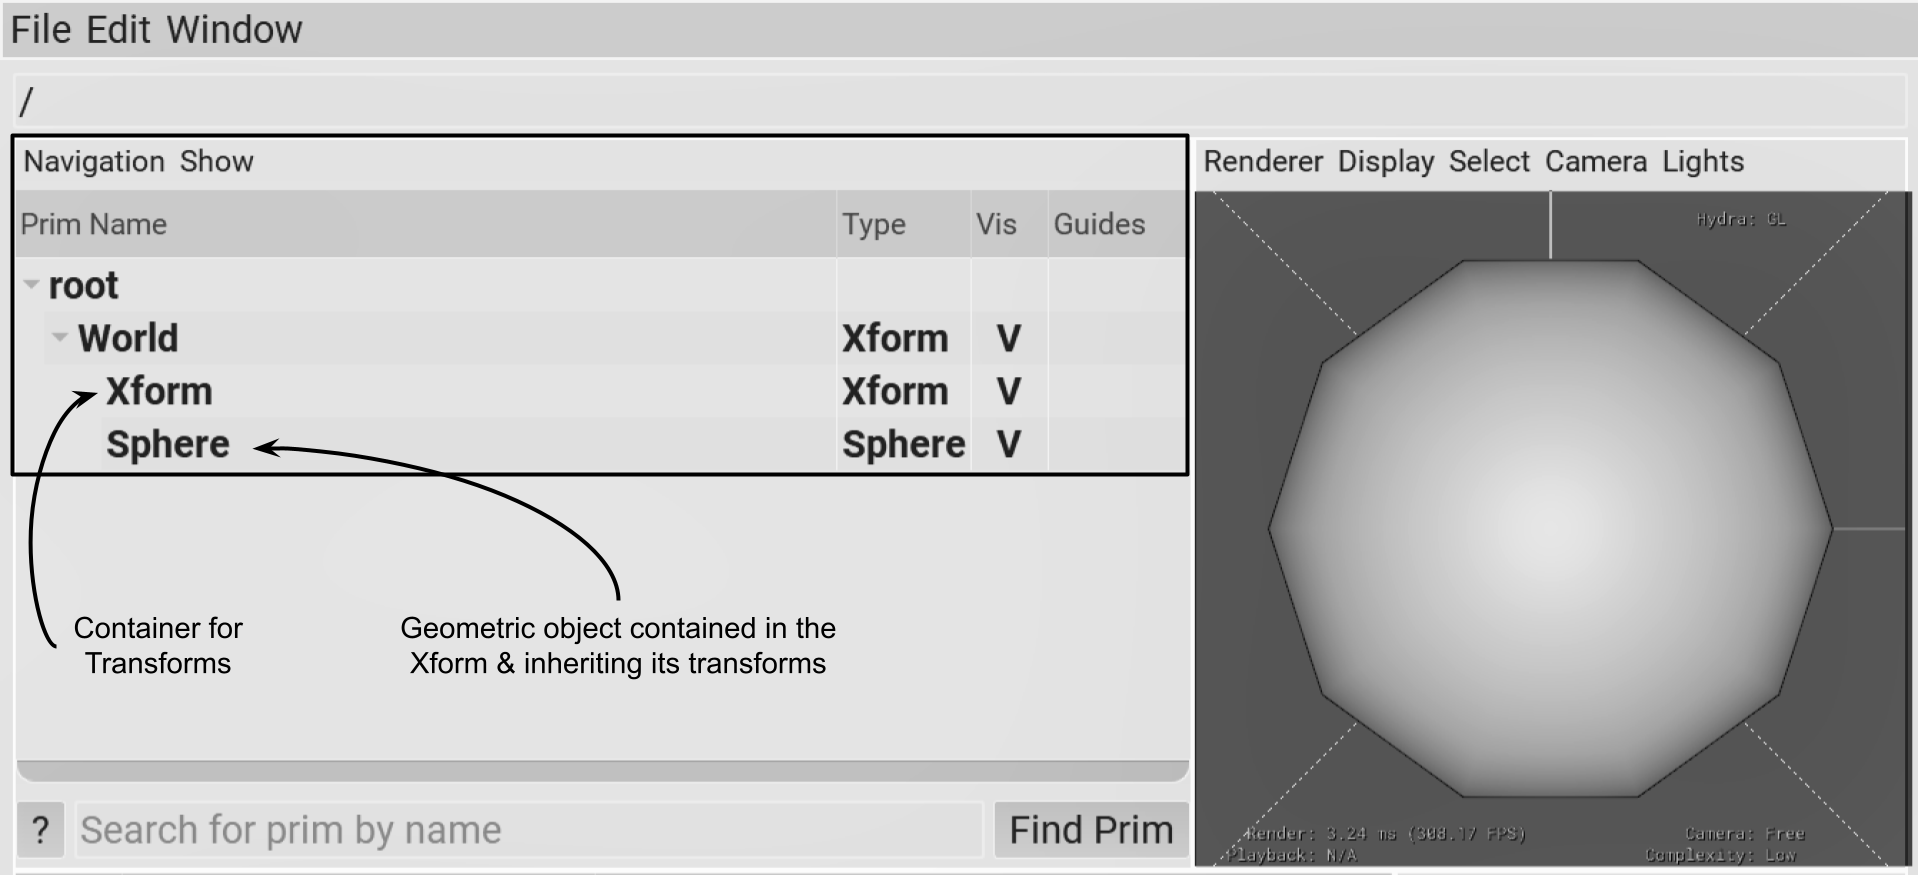 File Edit Window
/
Navigation Show
Prim Name Type Vis Guides
root
World Xform V
Xform Xform V
Sphere Sphere V
Container for
Transforms
Geometric object contained in the
Xform & inheriting its transforms
? Search for prim by name Find Prim
Renderer Display Select Camera Lights
Hydra: GL
Render: 3.24 ms (308.17 FPS)
Playback: N/A
Camera: Free
Complexity: Low